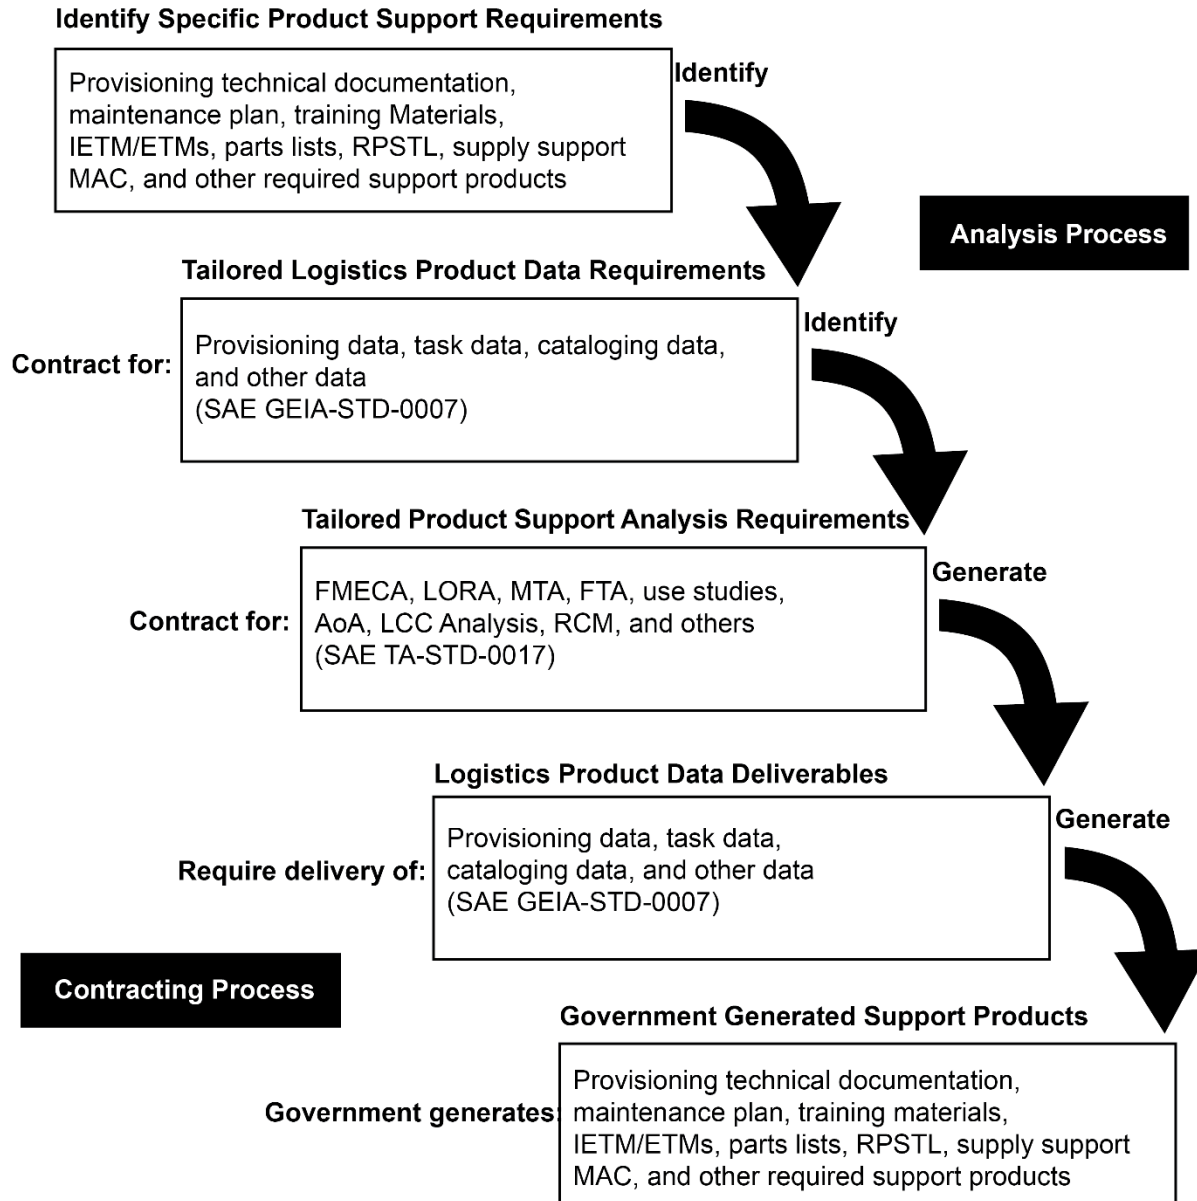 Identify Specific Product Support Requirements
Provisioning technical documentation,
maintenance plan, training Materials,
IETM/ETMs, parts lists, RPSTL, supply support
MAC, and other required support products
Identify
Analysis Process
Tailored Logistics Product Data Requirements
Contract for:
Provisioning data, task data, cataloging data,
and other data
(SAE GEIA-STD-0007)
Identify
Tailored Product Support Analysis Requirements
Contract for:
FMECA, LORA, MTA, FTA, use studies,
AoA, LCC Analysis, RCM, and others
(SAE TA-STD-0017)
Generate
Logistics Product Data Deliverables
Require delivery of:
Provisioning data, task data,
cataloging data, and other data
(SAE GEIA-STD-0007)
Generate
Contracting Process
Government Generated Support Products
Government generates:
Provisioning technical documentation,
maintenance plan, training materials,
IETM/ETMs, parts lists, RPSTL, supply support
MAC, and other required support products